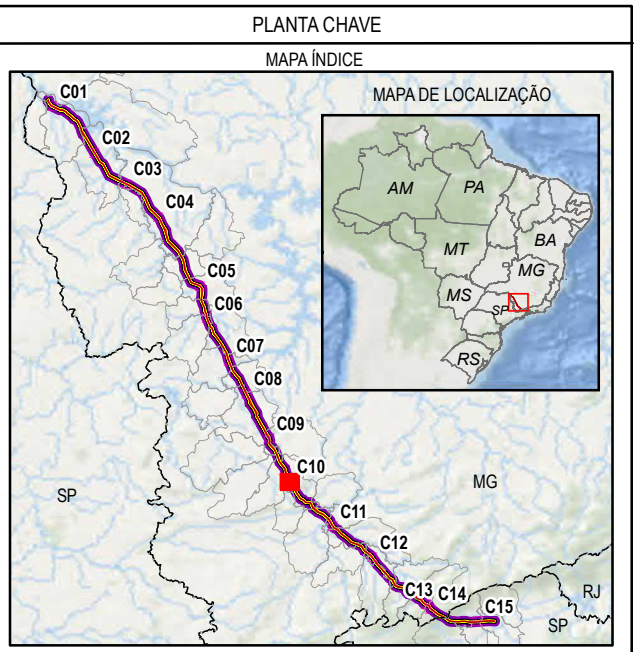 PLANTA CHAVE
MAPA ÍNDICE
MAPA DE LOCALIZAÇÃO
AM
PA
MT
BA
MG
MS
SP
RS
C01
C02
C03
C04
C05
C06
C07
C08
C09
C10
C11
C12
C13
C14
C15
SP
MG
RJ
SP